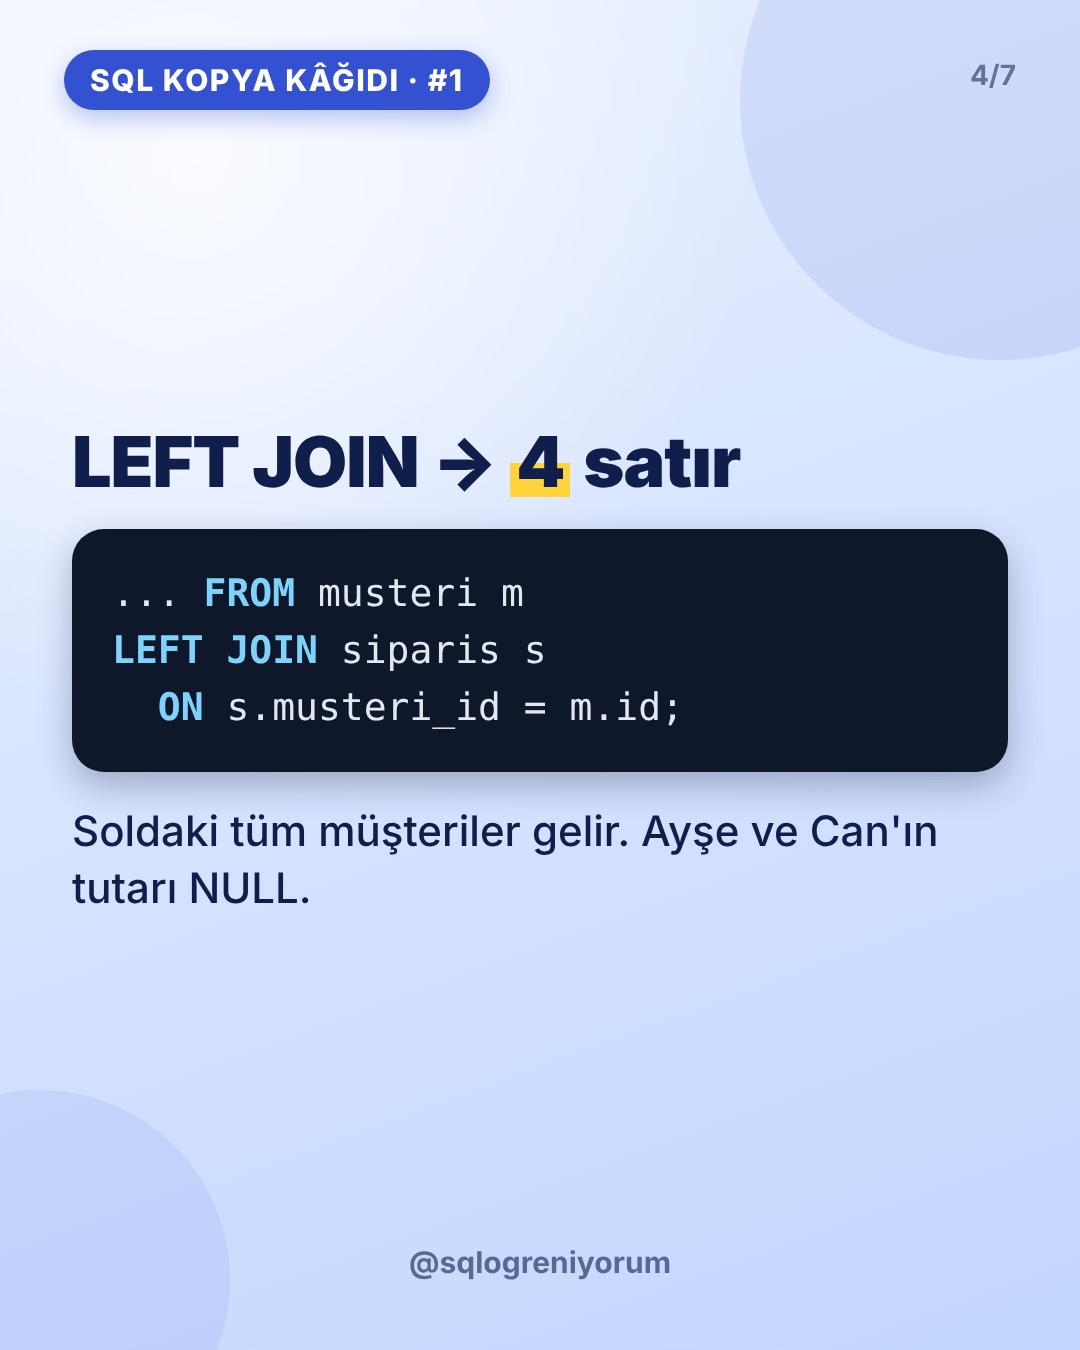 SQL KOPYA KÂĞIDI · #1
4/7
LEFT JOIN → 4 satır
... FROM musteri m
LEFT JOIN siparis s
  ON s.musteri_id = m.id;
Soldaki tüm müşteriler gelir. Ayşe ve Can'ın
tutarı NULL.
@sqlogreniyorum